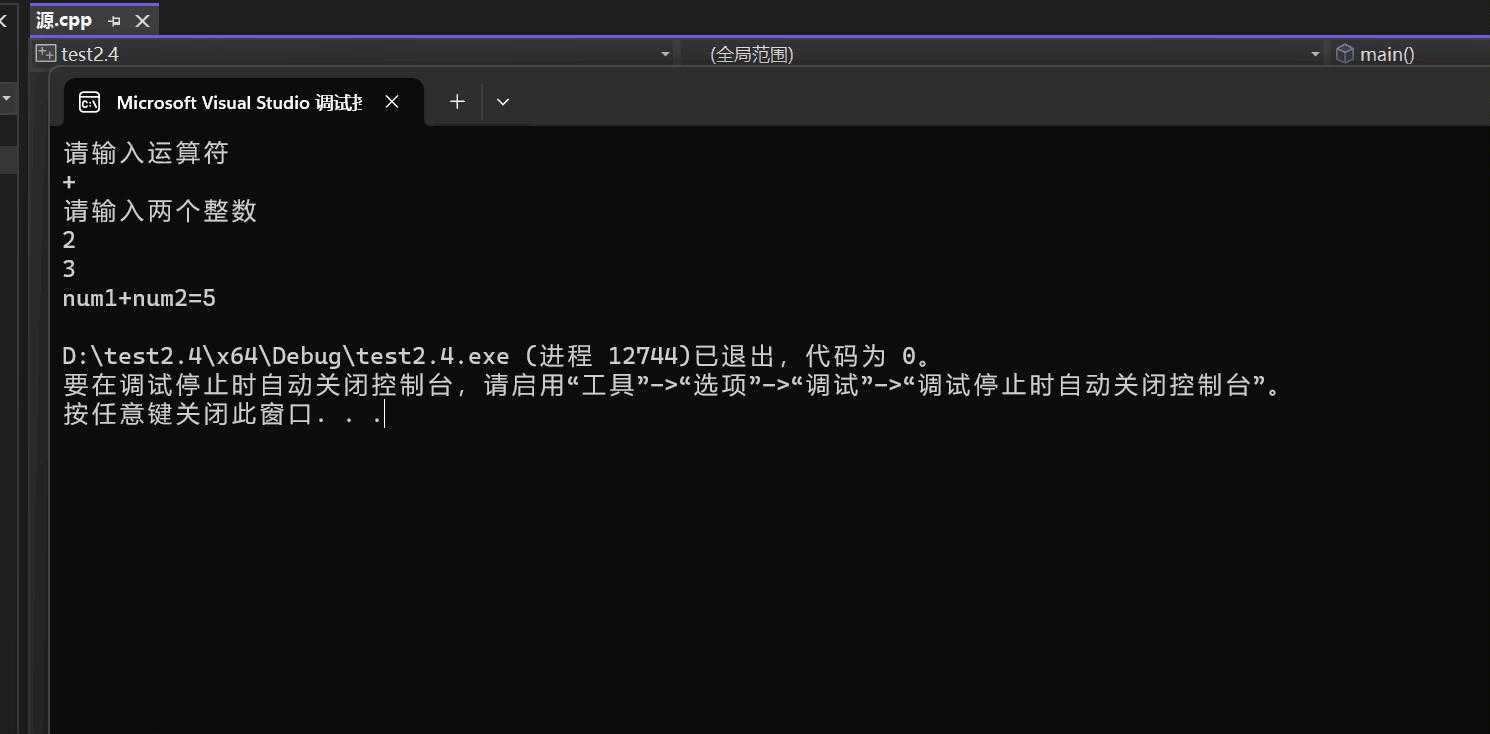 源.cpp
test2.4 (全局范围) main()
Microsoft Visual Studio 调试
请输入运算符
+
请输入两个整数
2
3
num1+num2=5
D:\test2.4\x64\Debug\test2.4.exe (进程 12744)已退出，代码为 0。
要在调试停止时自动关闭控制台，请启用“工具”->“选项”->“调试”->“调试停止时自动关闭控制台”。
按任意键关闭此窗口. . .